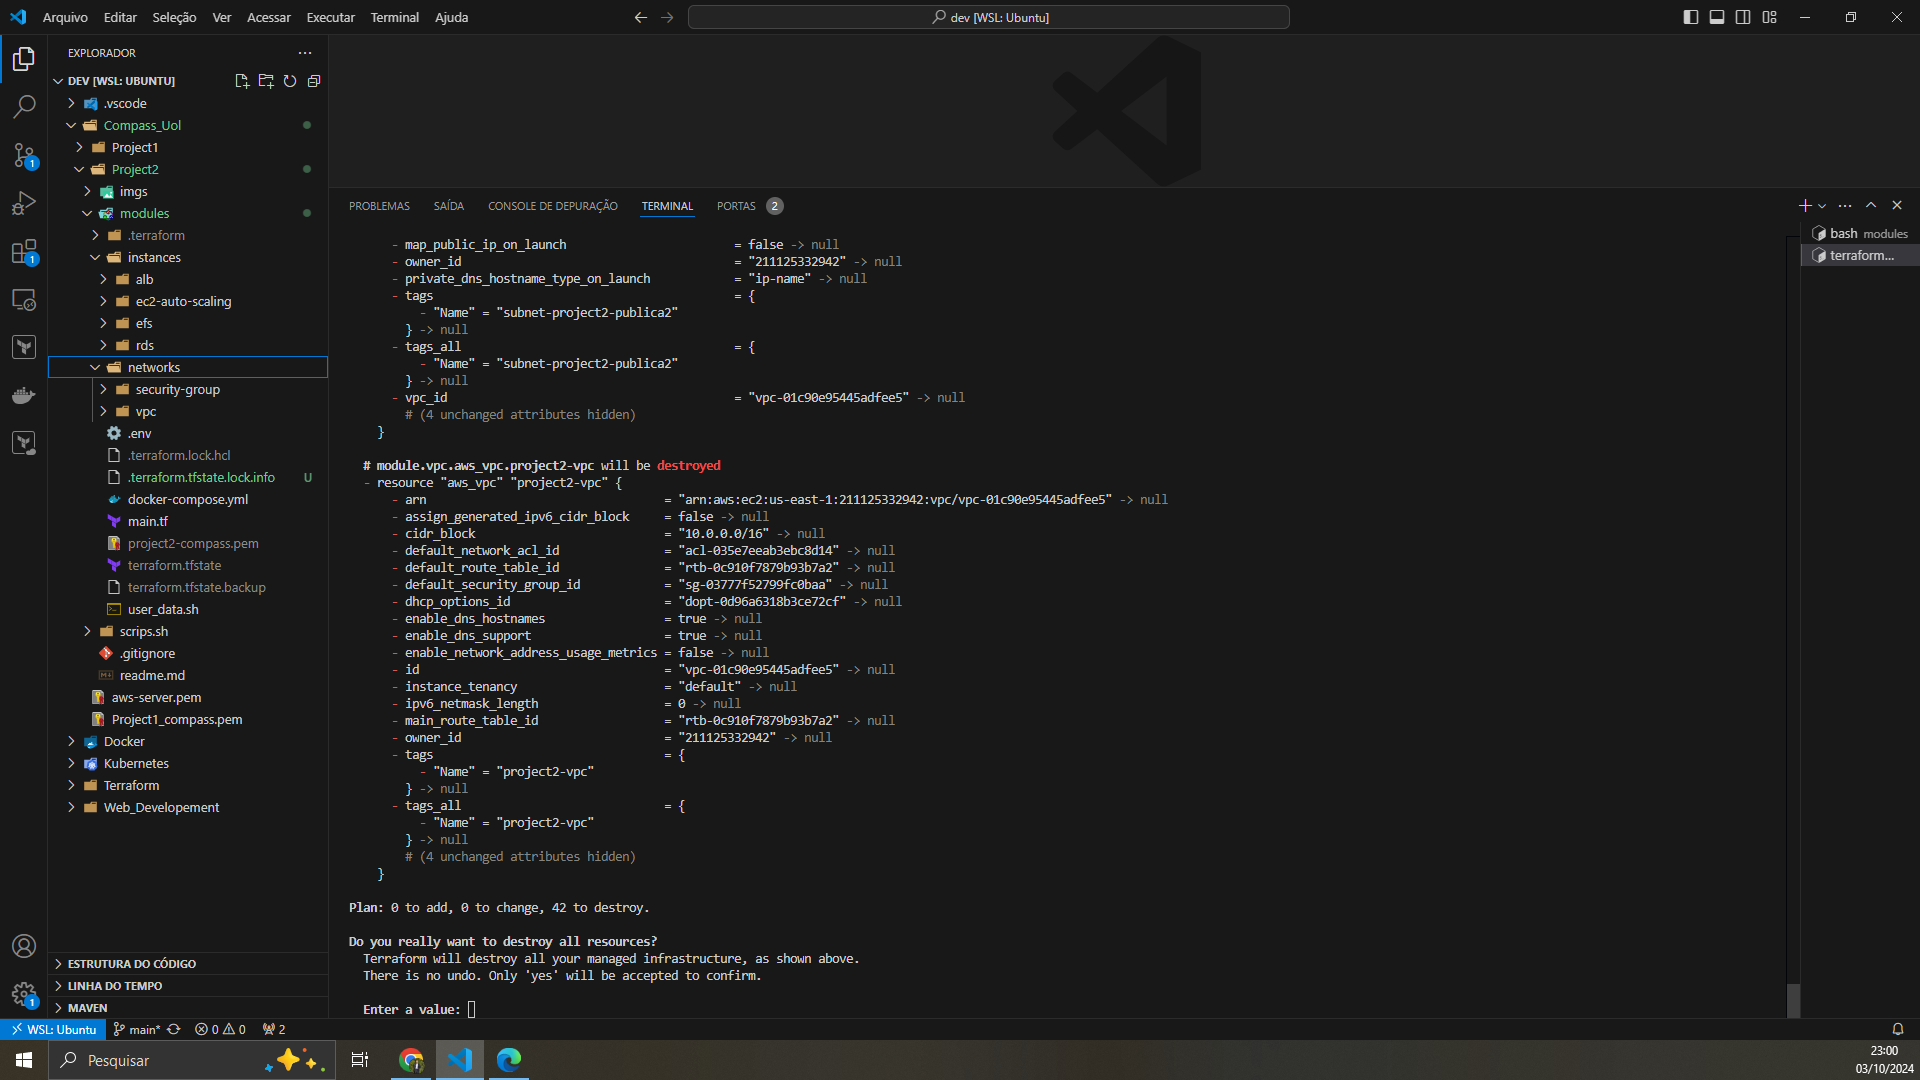 Arquivo Editar Seleção Ver Acessar Executar Terminal Ajuda
dev [WSL: Ubuntu]
EXPLORADOR
DEV [WSL: UBUNTU]
.vscode
Compass_Uol
Project1
Project2
imgs
modules
.terraform
instances
alb
ec2-auto-scaling
efs
rds
networks
security-group
vpc
.env
.terraform.lock.hcl
.terraform.tfstate.lock.info U
docker-compose.yml
main.tf
project2-compass.pem
terraform.tfstate
terraform.tfstate.backup
user_data.sh
scrips.sh
.gitignore
readme.md
aws-server.pem
Project1_compass.pem
Docker
Kubernetes
Terraform
Web_Developement
ESTRUTURA DO CÓDIGO
LINHA DO TEMPO
MAVEN
1
1
1
PROBLEMAS SAÍDA CONSOLE DE DEPURAÇÃO TERMINAL PORTAS 2
bash modules
terraform...
- map_public_ip_on_launch = false -> null
- owner_id = "211125332942" -> null
- private_dns_hostname_type_on_launch = "ip-name" -> null
- tags = {
- "Name" = "subnet-project2-publica2"
} -> null
- tags_all = {
- "Name" = "subnet-project2-publica2"
} -> null
- vpc_id = "vpc-01c90e95445adfee5" -> null
# (4 unchanged attributes hidden)
}
# module.vpc.aws_vpc.project2-vpc will be destroyed
- resource "aws_vpc" "project2-vpc" {
- arn = "arn:aws:ec2:us-east-1:211125332942:vpc/vpc-01c90e95445adfee5" -> null
- assign_generated_ipv6_cidr_block = false -> null
- cidr_block = "10.0.0.0/16" -> null
- default_network_acl_id = "acl-035e7eeab3ebc8d14" -> null
- default_route_table_id = "rtb-0c910f7879b93b7a2" -> null
- default_security_group_id = "sg-03777f52799fc0baa" -> null
- dhcp_options_id = "dopt-0d96a6318b3ce72cf" -> null
- enable_dns_hostnames = true -> null
- enable_dns_support = true -> null
- enable_network_address_usage_metrics = false -> null
- id = "vpc-01c90e95445adfee5" -> null
- instance_tenancy = "default" -> null
- ipv6_netmask_length = 0 -> null
- main_route_table_id = "rtb-0c910f7879b93b7a2" -> null
- owner_id = "211125332942" -> null
- tags = {
- "Name" = "project2-vpc"
} -> null
- tags_all = {
- "Name" = "project2-vpc"
} -> null
# (4 unchanged attributes hidden)
}
Plan: 0 to add, 0 to change, 42 to destroy.
Do you really want to destroy all resources?
Terraform will destroy all your managed infrastructure, as shown above.
There is no undo. Only 'yes' will be accepted to confirm.
Enter a value:
WSL: Ubuntu main* 0 0 2
Pesquisar
23:00
03/10/2024